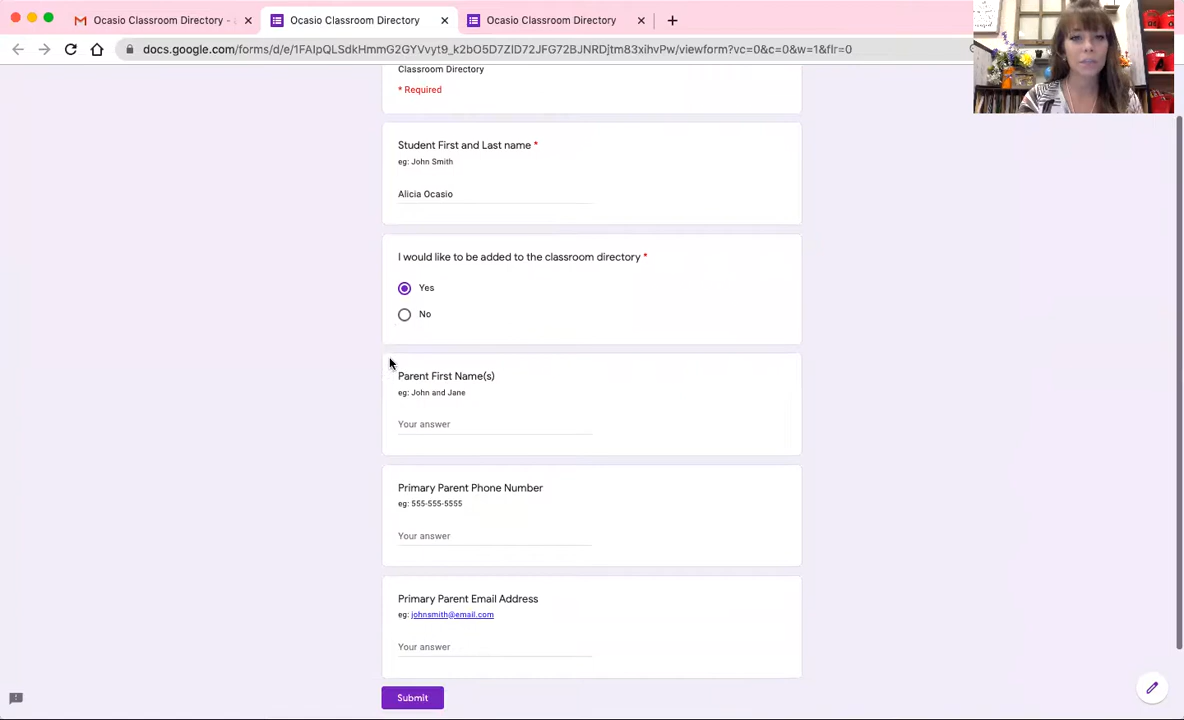 Ocasio Classroom Directory -
Ocasio Classroom Directory
Ocasio Classroom Directory
docs.google.com/forms/d/e/1FAIpQLSdkHmmG2GYVvyt9_k2bO5D7ZID72JFG72BJNRDjtm83xihvPw/viewform?vc=0&c=0&w=1&flr=0
Classroom Directory
* Required
Student First and Last name *
eg: John Smith
Alicia Ocasio
I would like to be added to the classroom directory *
Yes
No
Parent First Name(s)
eg: John and Jane
Your answer
Primary Parent Phone Number
eg: 555-555-5555
Your answer
Primary Parent Email Address
eg: johnsmith@email.com
Your answer
Submit